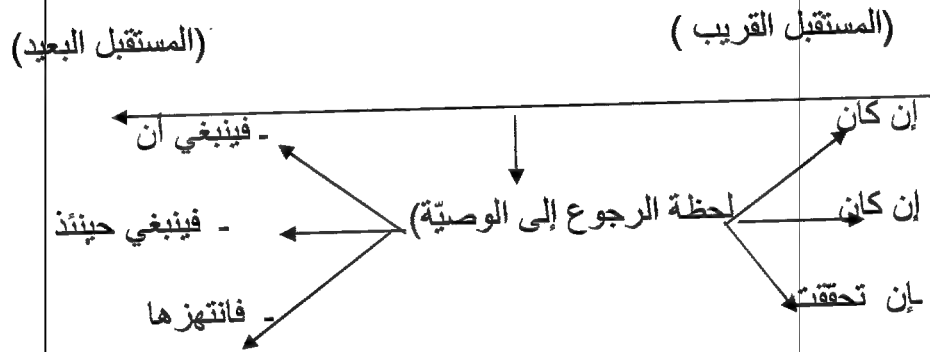 (المستقبل القريب )
(المستقبل البعيد)
إن كان
- فينبغي أن
إن كان
لحظة الرجوع إلى الوصيّة)
- فينبغي حينئذ
-إن تحققت
- فانتهزها